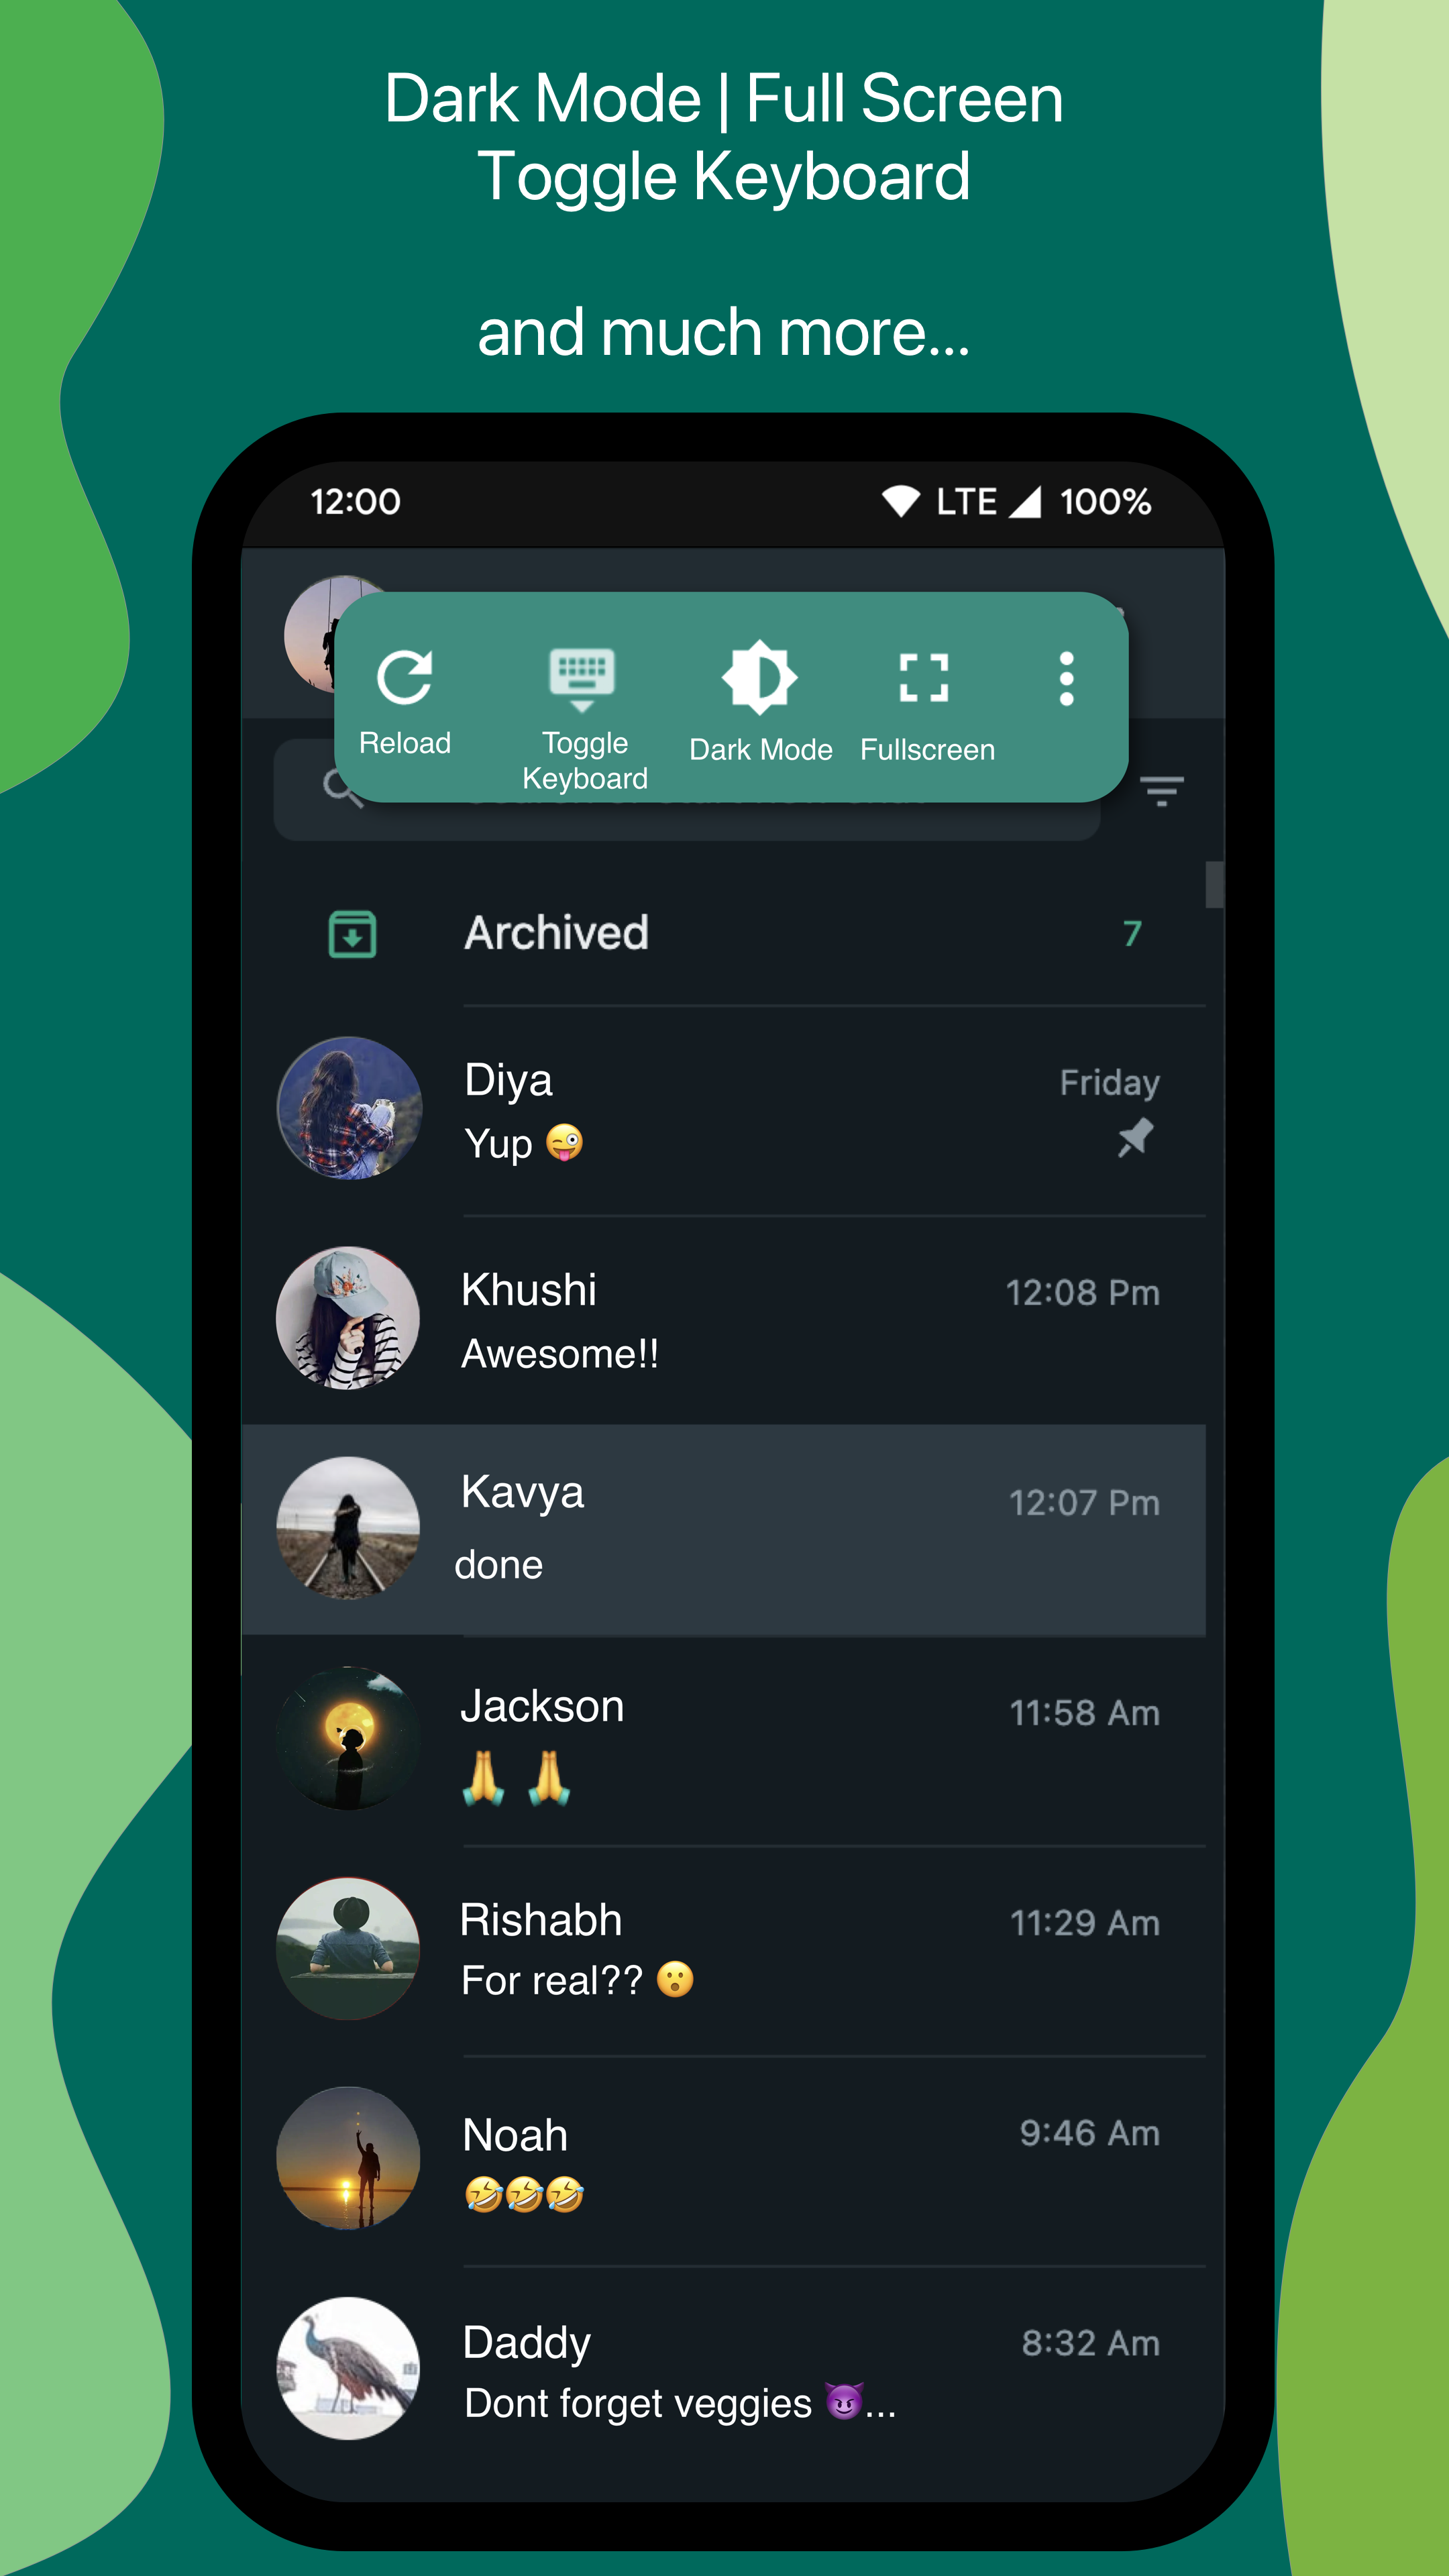 Dark Mode | Full Screen
Toggle Keyboard
and much more...
12:00 LTE 100%
Reload
Toggle
Keyboard
Dark Mode
Fullscreen
Archived 7
Diya Friday
Yup 😜
Khushi 12:08 Pm
Awesome!!
Kavya 12:07 Pm
done
Jackson 11:58 Am
🙏 🙏
Rishabh 11:29 Am
For real?? 😮
Noah 9:46 Am
🤣🤣🤣
Daddy 8:32 Am
Dont forget veggies 😈...